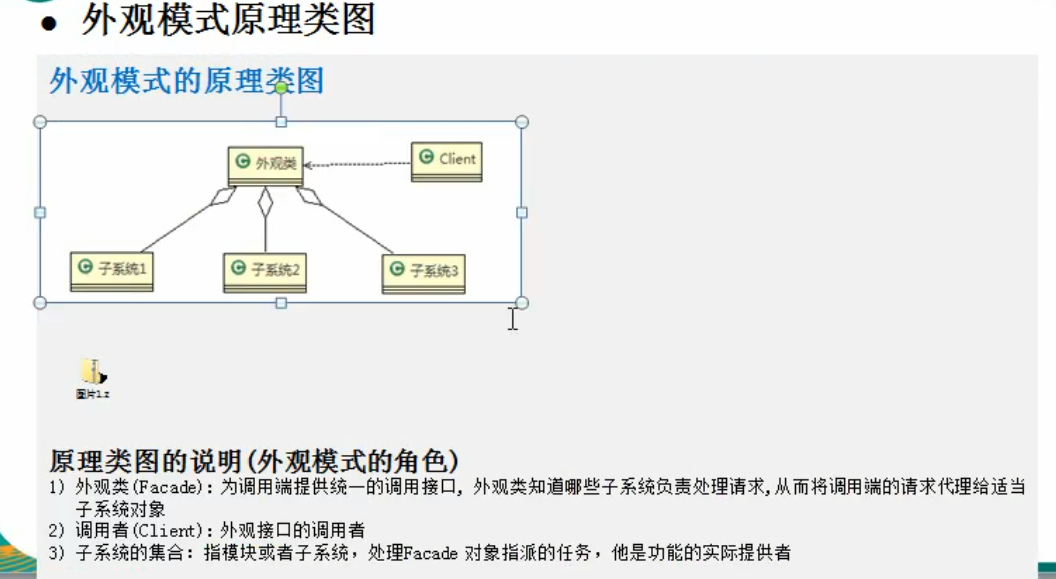 ● 外观模式原理类图
外观模式的原理类图
C 外观类
C Client
C 子系统1
C 子系统2
C 子系统3
图片1.z
原理类图的说明(外观模式的角色)
1) 外观类(Facade): 为调用端提供统一的调用接口, 外观类知道哪些子系统负责处理请求,从而将调用端的请求代理给适当
子系统对象
2) 调用者(Client): 外观接口的调用者
3) 子系统的集合: 指模块或者子系统，处理Facade 对象指派的任务，他是功能的实际提供者